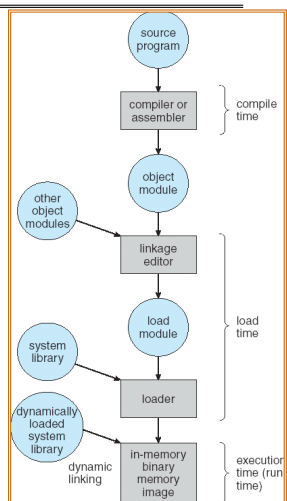 source
program
compiler or
assembler
compile
time
object
module
other
object
modules
linkage
editor
load
module
load
time
system
library
loader
dynamically
loaded
system
library
dynamic
linking
in-memory
binary
memory
image
execution
time (run
time)